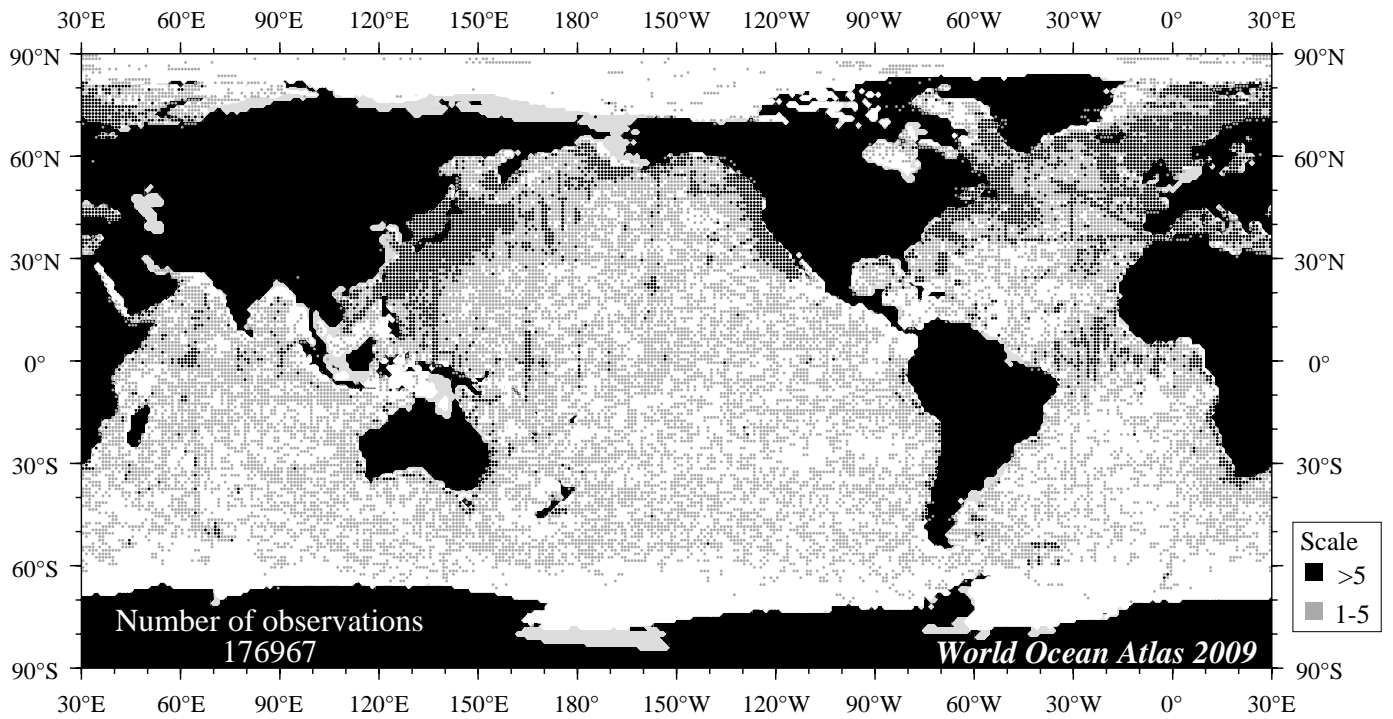 30°E 60°E 90°E 120°E 150°E 180° 150°W 120°W 90°W 60°W 30°W 0° 30°E
90°N 90°N
60°N 60°N
30°N 30°N
0° 0°
30°S 30°S
Scale
>5
1-5
60°S 60°S
Number of observations
176967
World Ocean Atlas 2009
90°S 90°S
30°E 60°E 90°E 120°E 150°E 180° 150°W 120°W 90°W 60°W 30°W 0° 30°E